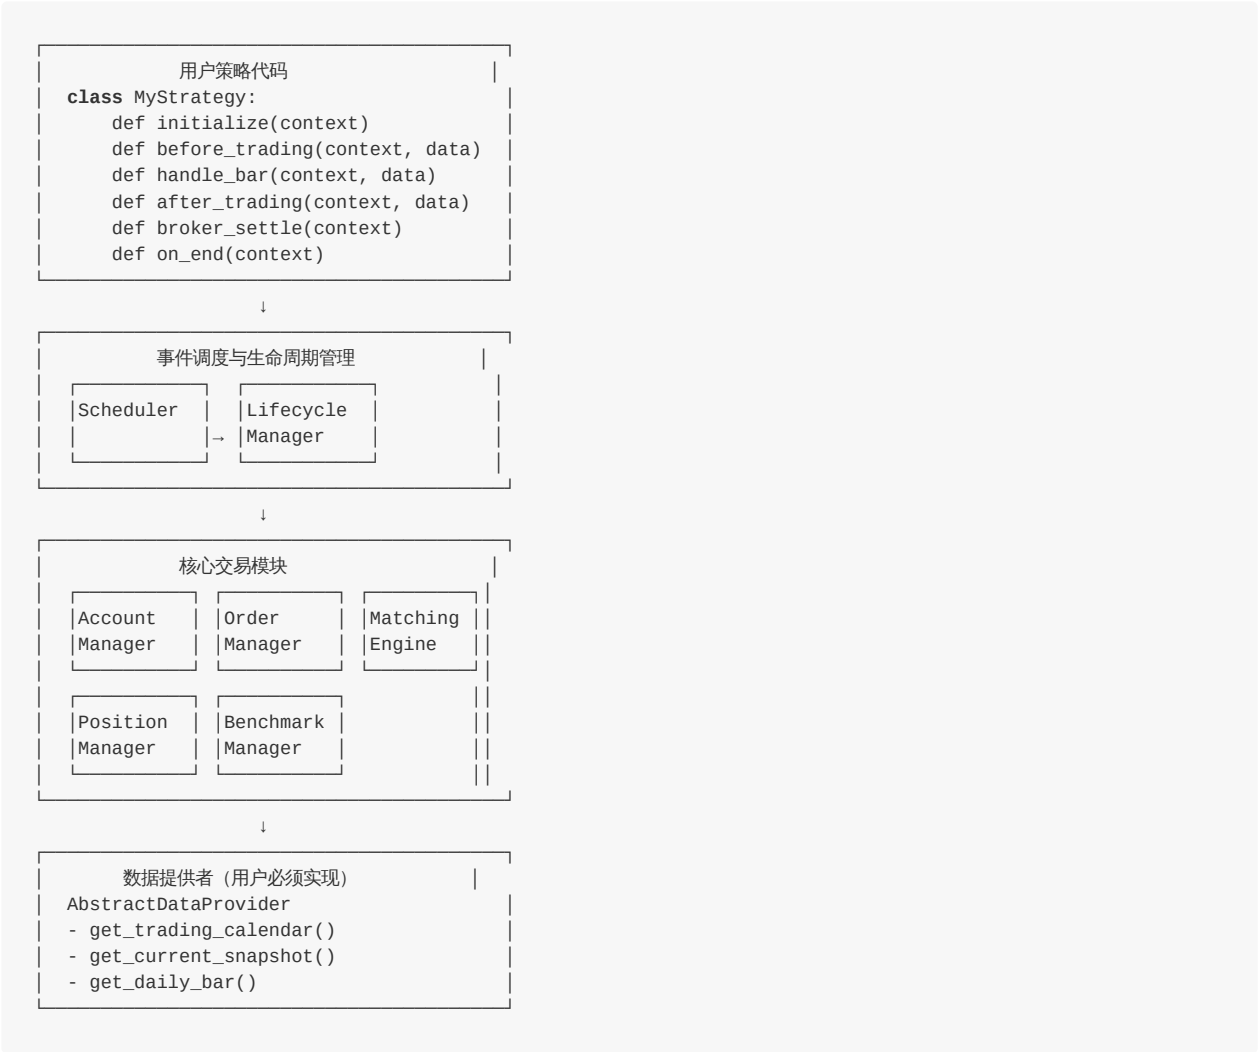 用户策略代码
class MyStrategy:
def initialize(context)
def before_trading(context, data)
def handle_bar(context, data)
def after_trading(context, data)
def broker_settle(context)
def on_end(context)
↓
事件调度与生命周期管理
Scheduler Lifecycle
→ Manager
↓
核心交易模块
Account Order Matching
Manager Manager Engine
Position Benchmark
Manager Manager
↓
数据提供者（用户必须实现）
AbstractDataProvider
- get_trading_calendar()
- get_current_snapshot()
- get_daily_bar()